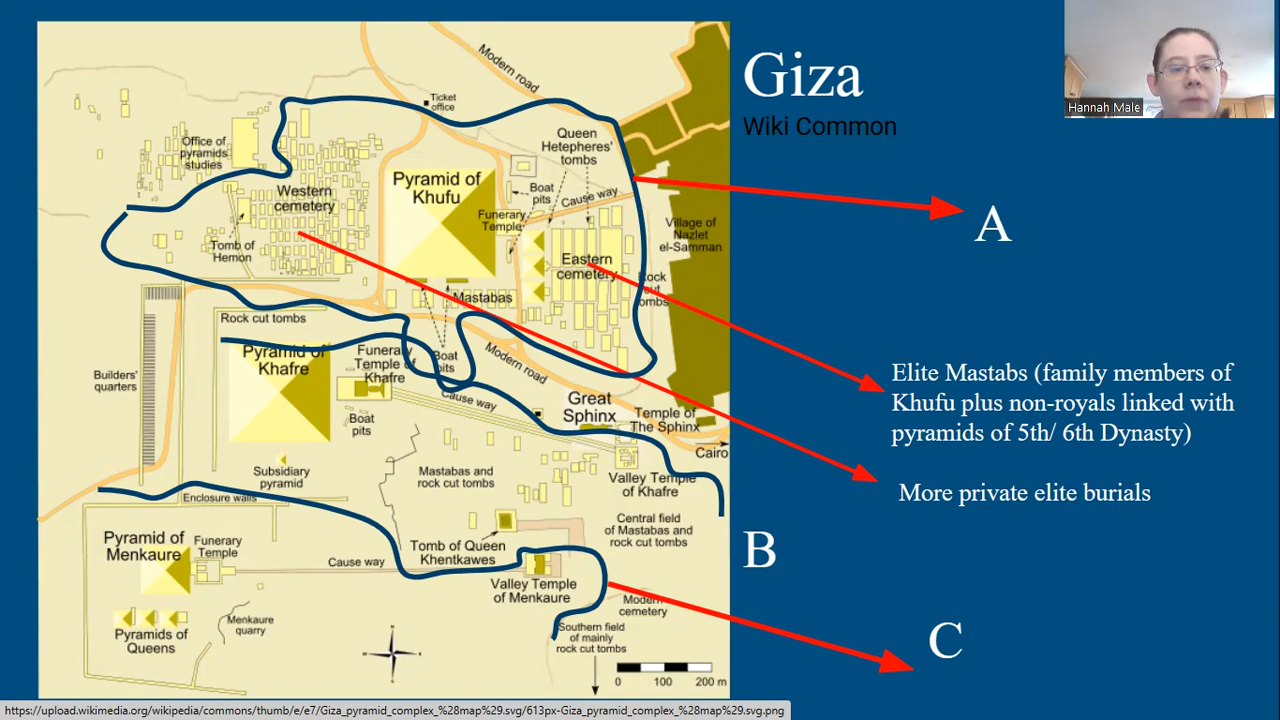 Giza
Wiki Common
Hannah Male
A
Elite Mastabs (family members of
Khufu plus non-royals linked with
pyramids of 5th/ 6th Dynasty)
More private elite burials
B
C
Modern road
Ticket
office
Office of
pyramids
studies
Queen
Hetepheres'
tombs
Western
cemetery
Pyramid of
Khufu
Boat
pits
Cause way
Funerary
Temple
Village of
Nazlet
el-Samman
Tomb of
Hemon
Eastern
cemetery
Rock
cut
tombs
Mastabas
Rock cut tombs
Boat
pits
Modern road
Pyramid of
Khafre
Funerary
Temple of
Khafre
Builders'
quarters
Cause way
Great
Sphinx
Temple of
The Sphinx
Boat
pits
Cairo
Subsidiary
pyramid
Mastabas and
rock cut tombs
Valley Temple
of Khafre
Enclosure walls
Central field
of Mastabas and
rock cut tombs
Pyramid of
Menkaure
Funerary
Temple
Tomb of Queen
Khentkawes
Cause way
Valley Temple
of Menkaure
Modern
cemetery
Menkaure
quarry
Pyramids of
Queens
Southern field
of mainly
rock cut tombs
0 100 200 m
https://upload.wikimedia.org/wikipedia/commons/thumb/e/e7/Giza_pyramid_complex_%28map%29.svg/613px-Giza_pyramid_complex_%28map%29.svg.png